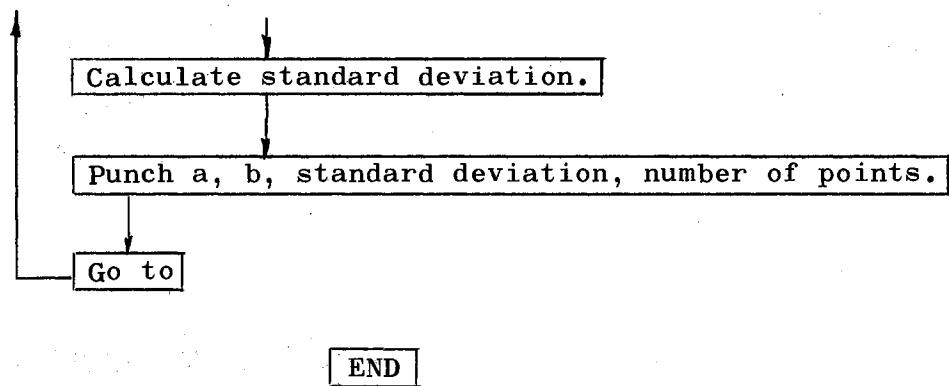 Calculate standard deviation.
Punch a, b, standard deviation, number of points.
Go to
END